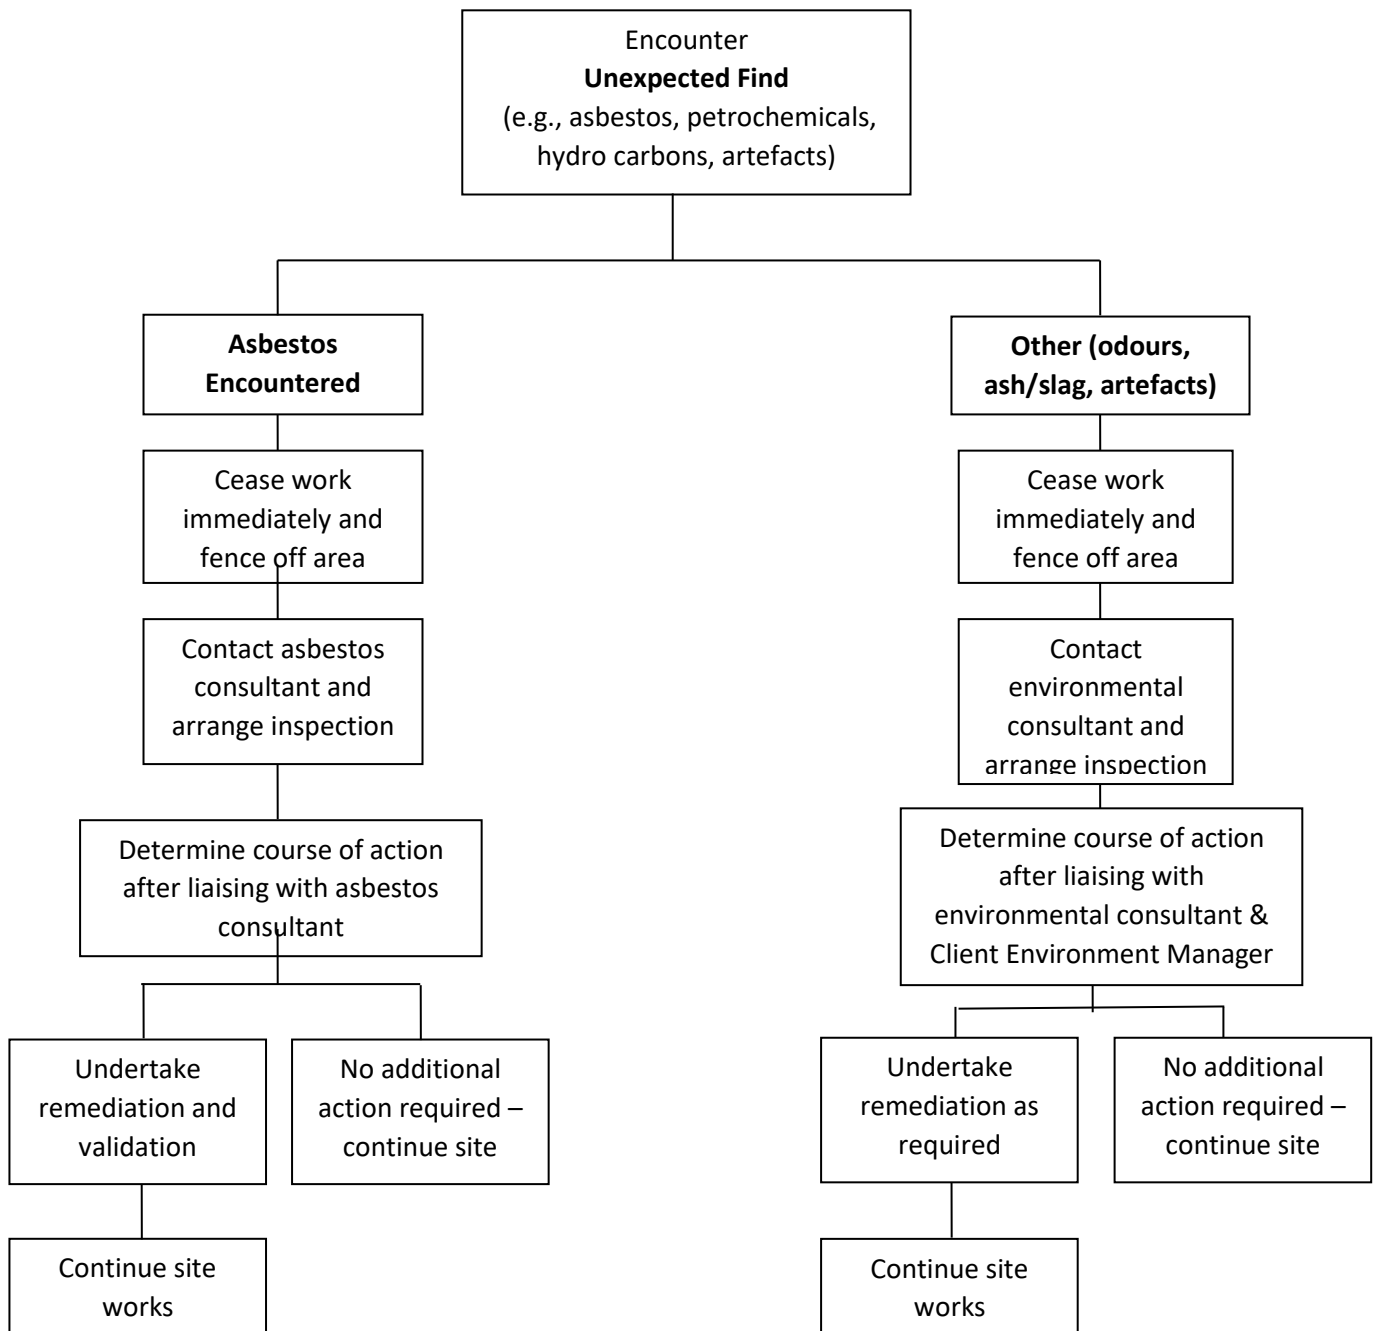 Encounter
Unexpected Find
(e.g., asbestos, petrochemicals,
hydro carbons, artefacts)
Asbestos
Encountered
Other (odours,
ash/slag, artefacts)
Cease work
immediately and
fence off area
Cease work
immediately and
fence off area
Contact asbestos
consultant and
arrange inspection
Contact
environmental
consultant and
arrange inspection
Determine course of action
after liaising with asbestos
consultant
Determine course of action
after liaising with
environmental consultant &
Client Environment Manager
Undertake
remediation and
validation
No additional
action required –
continue site
Undertake
remediation as
required
No additional
action required –
continue site
Continue site
works
Continue site
works